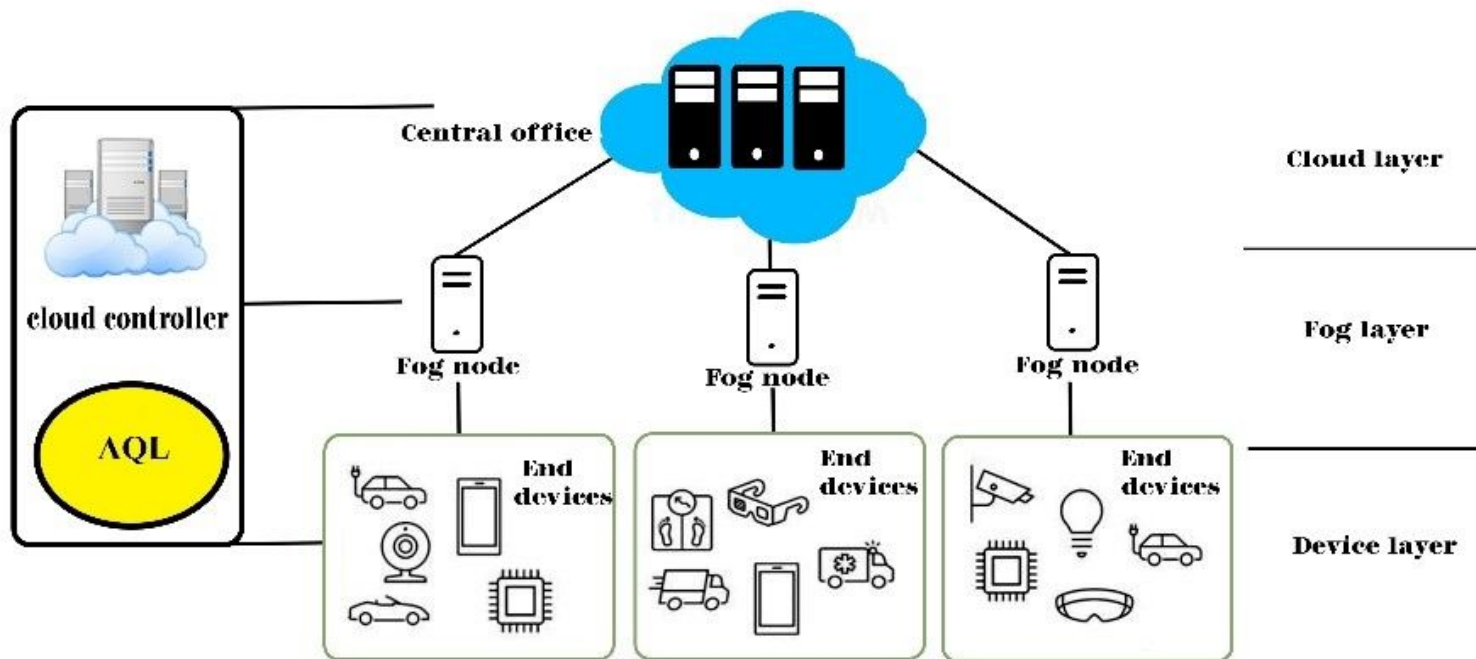 Central office
Cloud layer
cloud controller
Fog layer
Fog node
Fog node
Fog node
AQL
End
devices
End
devices
End
devices
Device layer